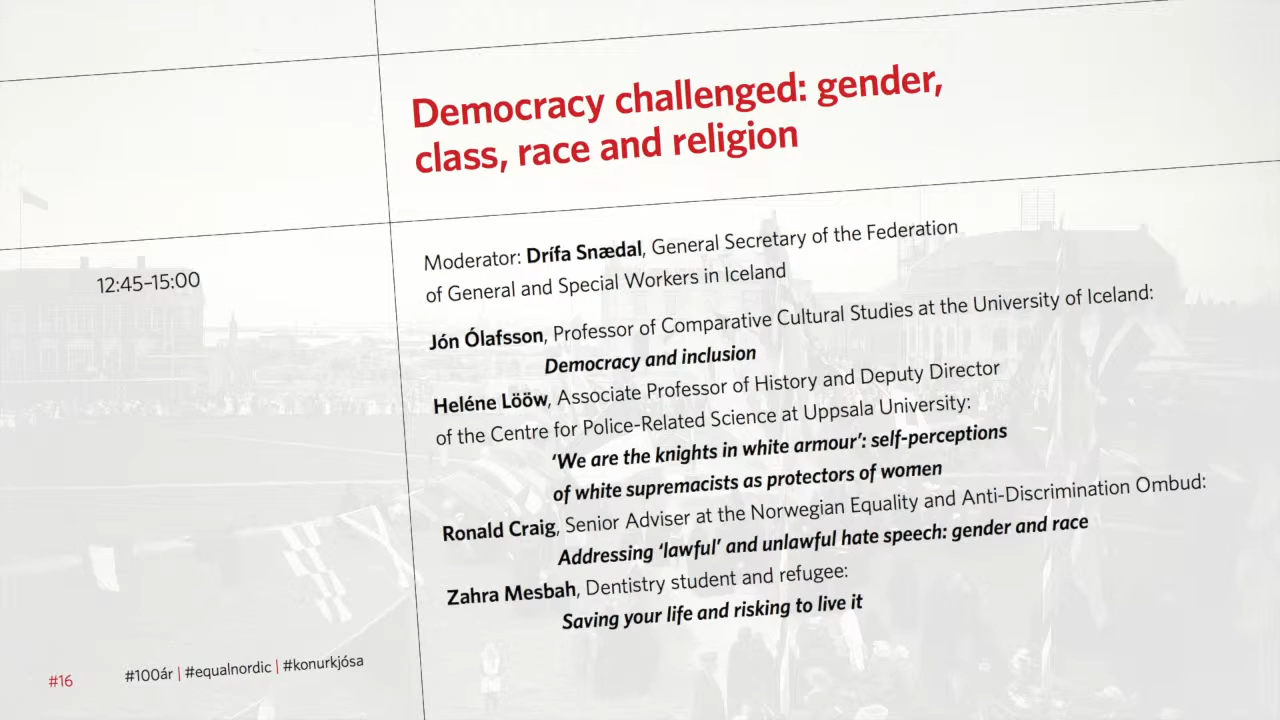 Democracy challenged: gender,
class, race and religion
12:45–15:00
Moderator: Drífa Snædal, General Secretary of the Federation
of General and Special Workers in Iceland
Jón Ólafsson, Professor of Comparative Cultural Studies at the University of Iceland:
Democracy and inclusion
Heléne Lööw, Associate Professor of History and Deputy Director
of the Centre for Police-Related Science at Uppsala University:
‘We are the knights in white armour’: self-perceptions
of white supremacists as protectors of women
Ronald Craig, Senior Adviser at the Norwegian Equality and Anti-Discrimination Ombud:
Addressing ‘lawful’ and unlawful hate speech: gender and race
Zahra Mesbah, Dentistry student and refugee:
Saving your life and risking to live it
#16 #100ár | #equalnordic | #konurkjósa